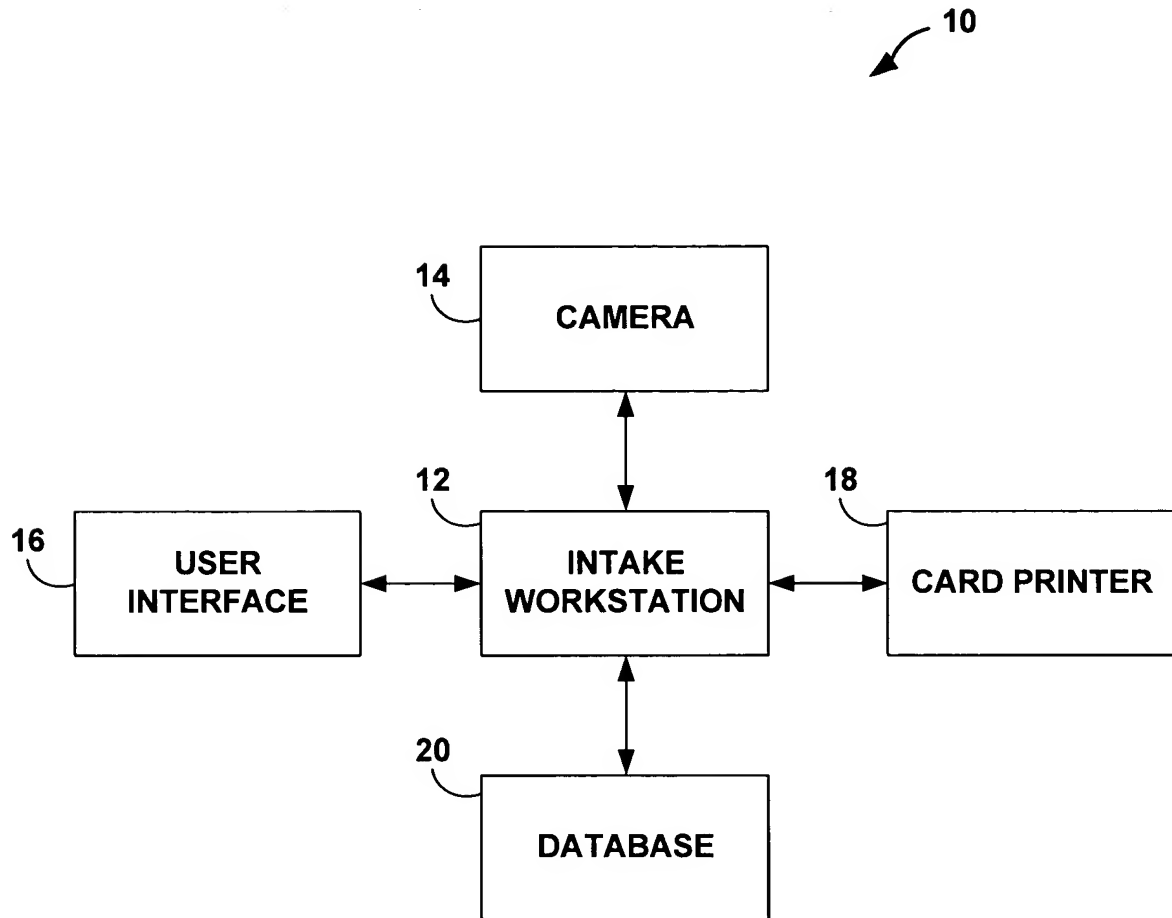 10
14
CAMERA
12
18
16
USER
INTERFACE
INTAKE
WORKSTATION
CARD PRINTER
20
DATABASE